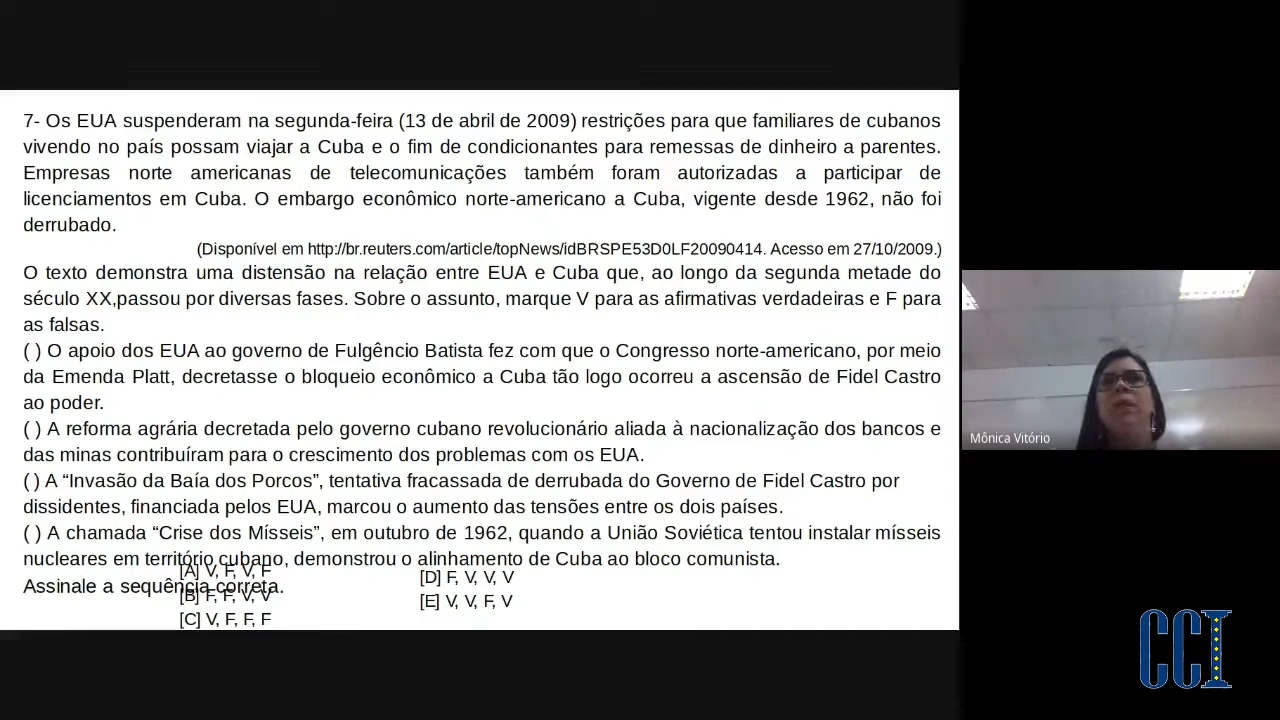 7- Os EUA suspenderam na segunda-feira (13 de abril de 2009) restrições para que familiares de cubanos
vivendo no país possam viajar a Cuba e o fim de condicionantes para remessas de dinheiro a parentes.
Empresas norte americanas de telecomunicações também foram autorizadas a participar de
licenciamentos em Cuba. O embargo econômico norte-americano a Cuba, vigente desde 1962, não foi
derrubado.
(Disponível em http://br.reuters.com/article/topNews/idBRSPE53D0LF20090414. Acesso em 27/10/2009.)
O texto demonstra uma distensão na relação entre EUA e Cuba que, ao longo da segunda metade do
século XX,passou por diversas fases. Sobre o assunto, marque V para as afirmativas verdadeiras e F para
as falsas.
( ) O apoio dos EUA ao governo de Fulgêncio Batista fez com que o Congresso norte-americano, por meio
da Emenda Platt, decretasse o bloqueio econômico a Cuba tão logo ocorreu a ascensão de Fidel Castro
ao poder.
( ) A reforma agrária decretada pelo governo cubano revolucionário aliada à nacionalização dos bancos e
das minas contribuíram para o crescimento dos problemas com os EUA.
( ) A “Invasão da Baía dos Porcos”, tentativa fracassada de derrubada do Governo de Fidel Castro por
dissidentes, financiada pelos EUA, marcou o aumento das tensões entre os dois países.
( ) A chamada “Crise dos Mísseis”, em outubro de 1962, quando a União Soviética tentou instalar mísseis
nucleares em território cubano, demonstrou o alinhamento de Cuba ao bloco comunista.
Assinale a sequência correta.
[A] V, F, V, F
[B] F, F, V, V
[C] V, F, F, F
[D] F, V, V, V
[E] V, V, F, V
Mônica Vitório
CCI